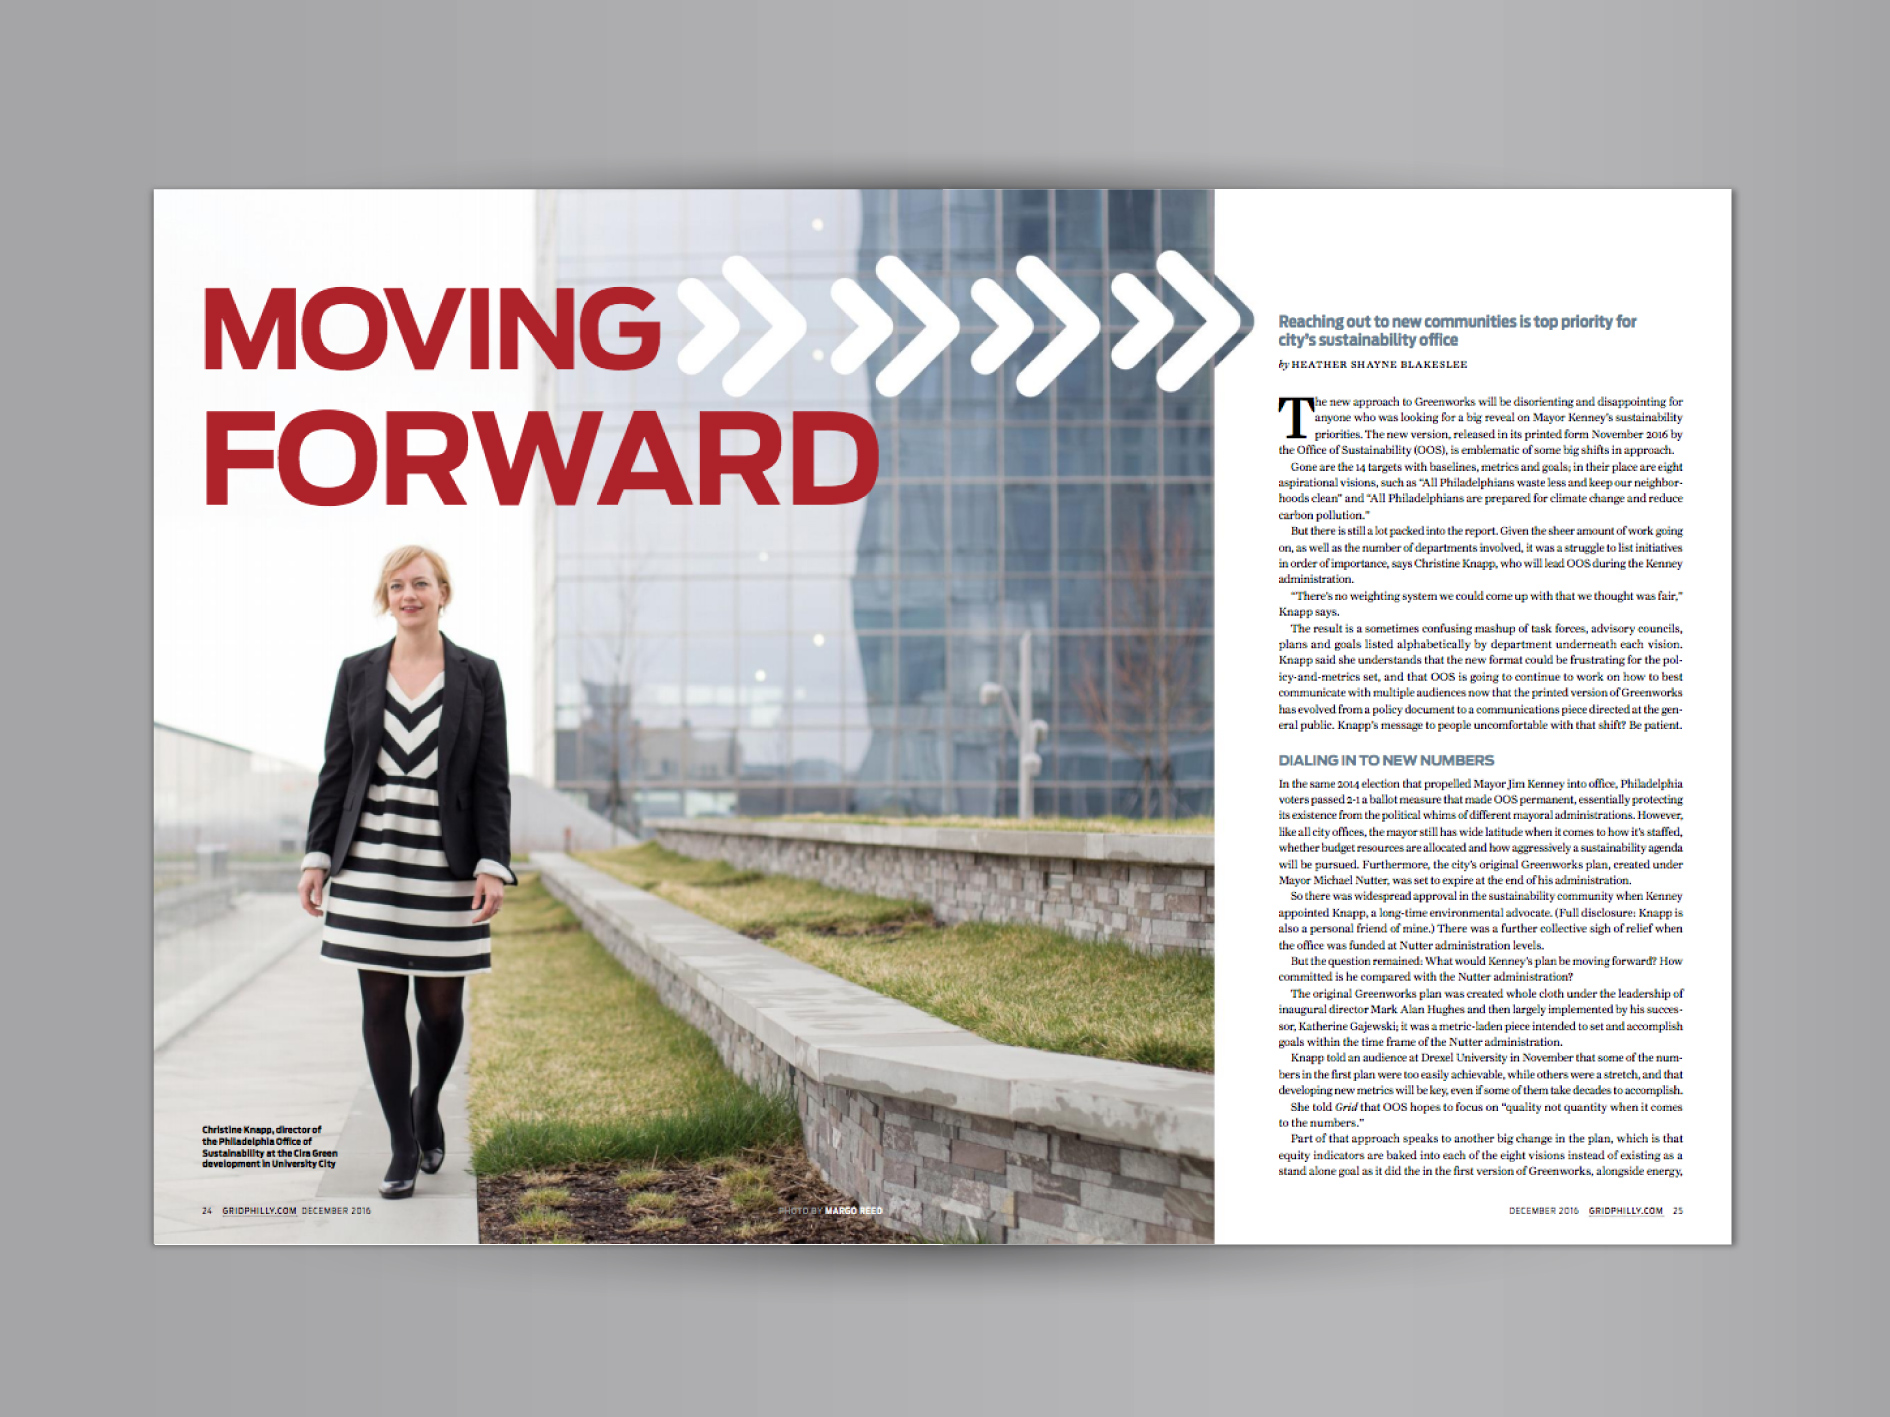 MOVING
FORWARD
Christine Knapp, director of
the Philadelphia Office of
Sustainability at the Cira Green
development in University City
24 GRIDPHILLY.COM DECEMBER 2016
PHOTO BY MARGO REED
Reaching out to new communities is top priority for
city's sustainability office
by HEATHER SHAYNE BLAKESLEE
The new approach to Greenworks will be disorienting and disappointing for
anyone who was looking for a big reveal on Mayor Kenney's sustainability
priorities. The new version, released in its printed form November 2016 by
the Office of Sustainability (OOS), is emblematic of some big shifts in approach.
Gone are the 14 targets with baselines, metrics and goals; in their place are eight
aspirational visions, such as “All Philadelphians waste less and keep our neighbor-
hoods clean” and “All Philadelphians are prepared for climate change and reduce
carbon pollution.”
But there is still a lot packed into the report. Given the sheer amount of work going
on, as well as the number of departments involved, it was a struggle to list initiatives
in order of importance, says Christine Knapp, who will lead OOS during the Kenney
administration.
“There's no weighting system we could come up with that we thought was fair,”
Knapp says.
The result is a sometimes confusing mashup of task forces, advisory councils,
plans and goals listed alphabetically by department underneath each vision.
Knapp said she understands that the new format could be frustrating for the pol-
icy-and-metrics set, and that OOS is going to continue to work on how to best
communicate with multiple audiences now that the printed version of Greenworks
has evolved from a policy document to a communications piece directed at the gen-
eral public. Knapp's message to people uncomfortable with that shift? Be patient.
DIALING IN TO NEW NUMBERS
In the same 2014 election that propelled Mayor Jim Kenney into office, Philadelphia
voters passed 2-1 a ballot measure that made OOS permanent, essentially protecting
its existence from the political whims of different mayoral administrations. However,
like all city offices, the mayor still has wide latitude when it comes to how it's staffed,
whether budget resources are allocated and how aggressively a sustainability agenda
will be pursued. Furthermore, the city's original Greenworks plan, created under
Mayor Michael Nutter, was set to expire at the end of his administration.
So there was widespread approval in the sustainability community when Kenney
appointed Knapp, a long-time environmental advocate. (Full disclosure: Knapp is
also a personal friend of mine.) There was a further collective sigh of relief when
the office was funded at Nutter administration levels.
But the question remained: What would Kenney's plan be moving forward? How
committed is he compared with the Nutter administration?
The original Greenworks plan was created whole cloth under the leadership of
inaugural director Mark Alan Hughes and then largely implemented by his succes-
sor, Katherine Gajewski; it was a metric-laden piece intended to set and accomplish
goals within the time frame of the Nutter administration.
Knapp told an audience at Drexel University in November that some of the num-
bers in the first plan were too easily achievable, while others were a stretch, and that
developing new metrics will be key, even if some of them take decades to accomplish.
She told Grid that OOS hopes to focus on “quality not quantity when it comes
to the numbers.”
Part of that approach speaks to another big change in the plan, which is that
equity indicators are baked into each of the eight visions instead of existing as a
stand alone goal as it did the in the first version of Greenworks, alongside energy,
DECEMBER 2016 GRIDPHILLY.COM 25